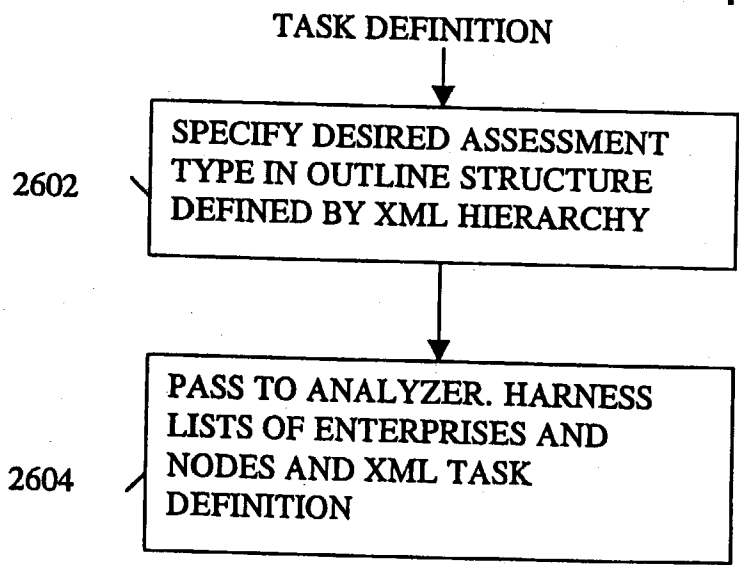 TASK DEFINITION
SPECIFY DESIRED ASSESSMENT
TYPE IN OUTLINE STRUCTURE
DEFINED BY XML HIERARCHY
2602
PASS TO ANALYZER. HARNESS
LISTS OF ENTERPRISES AND
NODES AND XML TASK
DEFINITION
2604